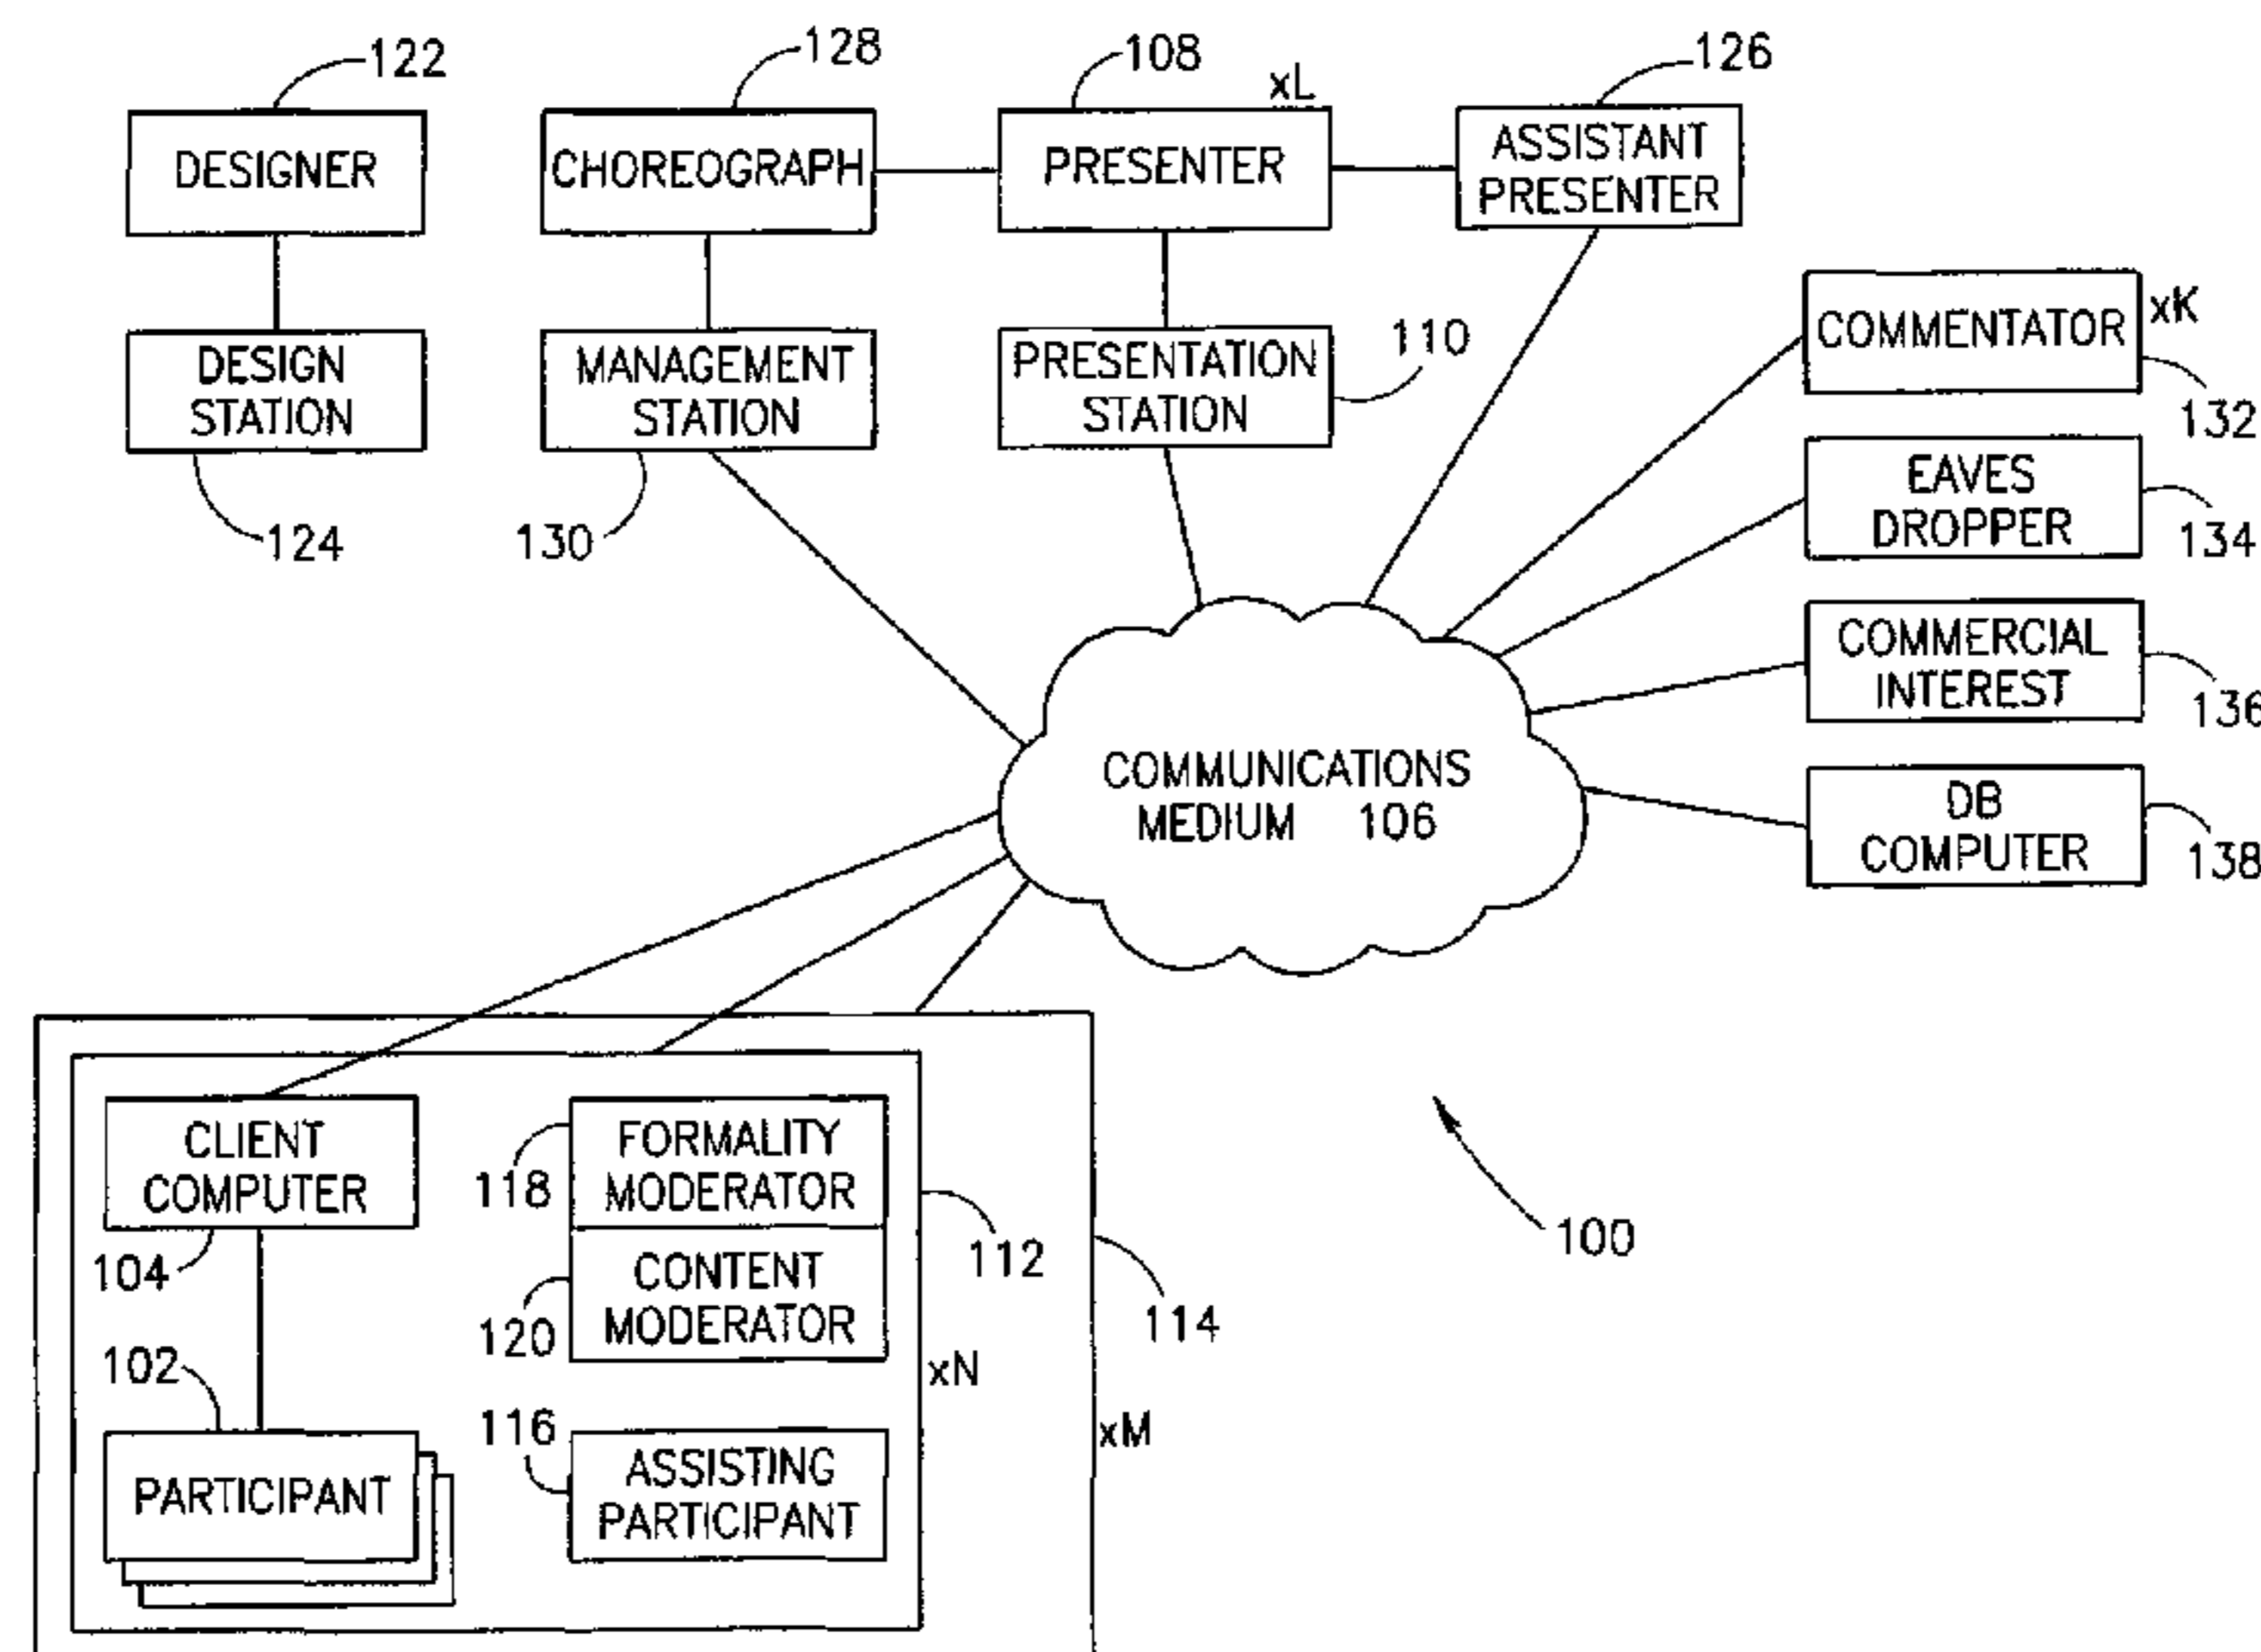 122
128
108
xL
126
DESIGNER
CHOREOGRAPH
PRESENTER
ASSISTANT
PRESENTER
DESIGN
STATION
MANAGEMENT
STATION
PRESENTATION
STATION
110
COMMENTATOR
xK
132
124
130
EAVES
DROPPER
134
COMMERCIAL
INTEREST
136
COMMUNICATIONS
MEDIUM 106
DB
COMPUTER
138
CLIENT
COMPUTER
104
FORMALITY
MODERATOR
118
112
CONTENT
MODERATOR
120
114
100
xN
102
PARTICIPANT
116
ASSISTING
PARTICIPANT
xM